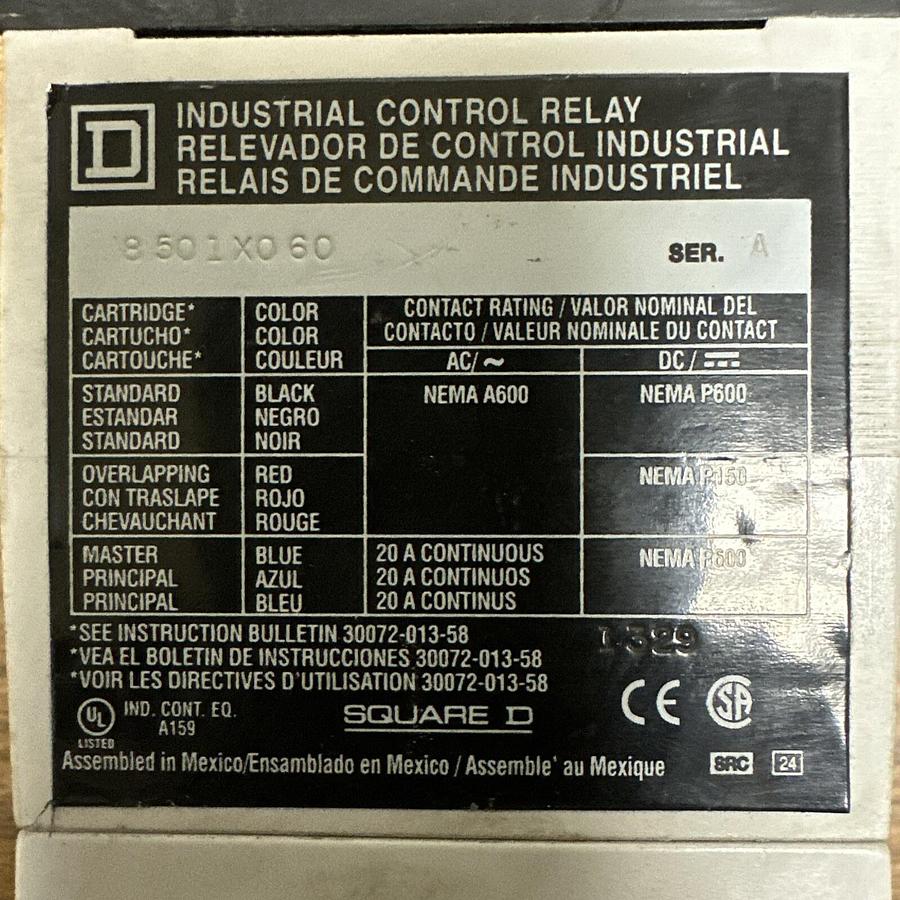 D
INDUSTRIAL CONTROL RELAY
RELEVADOR DE CONTROL INDUSTRIAL
RELAIS DE COMMANDE INDUSTRIEL
8501XO60 SER. A
CARTRIDGE* COLOR CONTACT RATING / VALOR NOMINAL DEL
CARTUCHO* COLOR CONTACTO / VALEUR NOMINALE DU CONTACT
CARTOUCHE* COULEUR AC/ ~ DC / ⎓
STANDARD BLACK NEMA A600 NEMA P600
ESTANDAR NEGRO
STANDARD NOIR
OVERLAPPING RED NEMA P150
CON TRASLAPE ROJO
CHEVAUCHANT ROUGE
MASTER BLUE 20 A CONTINUOUS NEMA P600
PRINCIPAL AZUL 20 A CONTINUOS
PRINCIPAL BLEU 20 A CONTINUS
*SEE INSTRUCTION BULLETIN 30072-013-58
*VEA EL BOLETIN DE INSTRUCCIONES 30072-013-58
*VOIR LES DIRECTIVES D'UTILISATION 30072-013-58
UL IND. CONT. EQ.
A159
LISTED
SQUARE D
CE SA
Assembled in Mexico/Ensamblado en Mexico / Assemble' au Mexique SRC 24